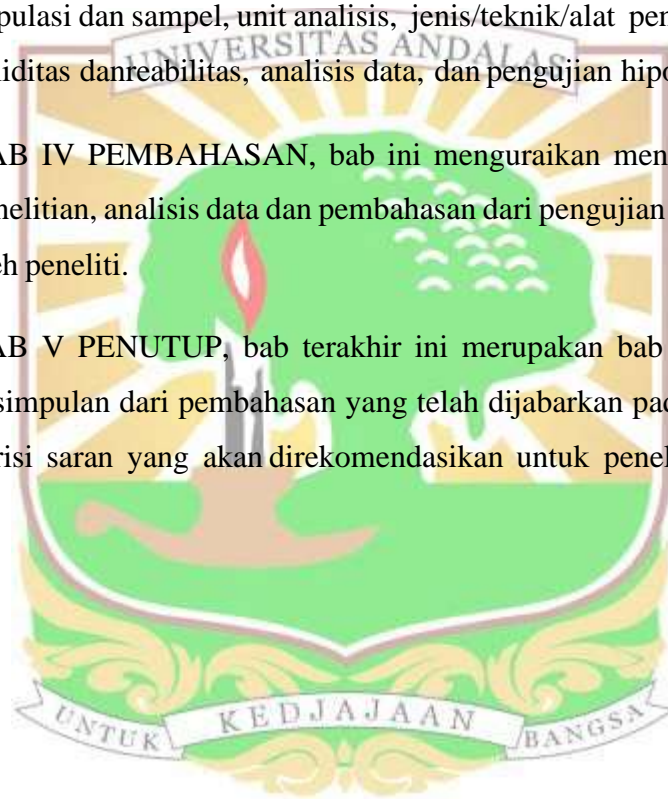 pulasi dan sampel, unit analisis, jenis/teknik/alat pen
UNIVERSITAS ANDALAS
liditas danreabilitas, analisis data, dan pengujian hipo
AB IV PEMBAHASAN, bab ini menguraikan men
nelitian, analisis data dan pembahasan dari pengujian
eh peneliti.
AB V PENUTUP, bab terakhir ini merupakan bab
simpulan dari pembahasan yang telah dijabarkan pad
risi saran yang akan direkomendasikan untuk penel
UNTUK KEDJAJAAN BANGSA